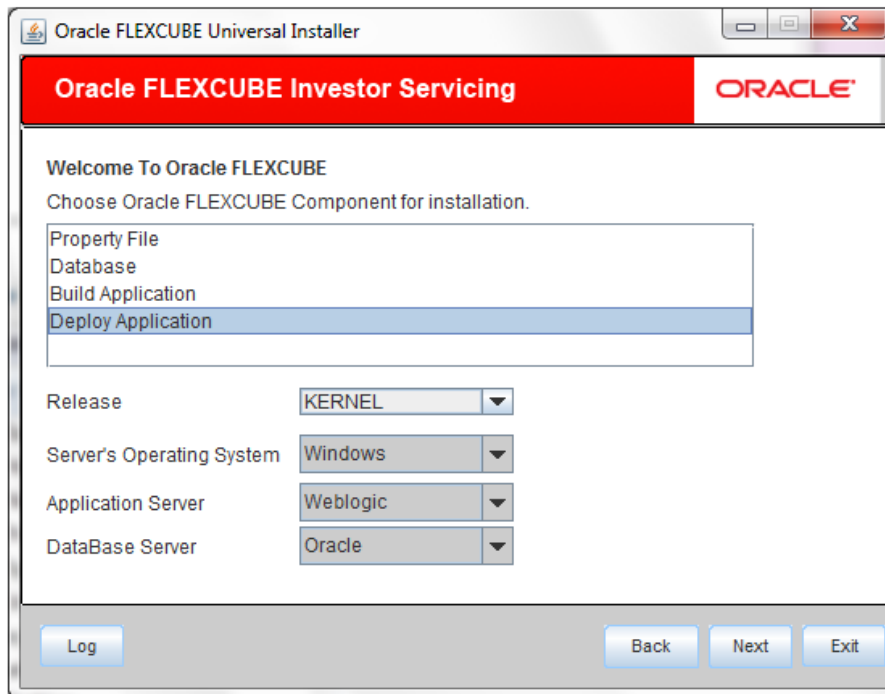 Oracle FLEXCUBE Universal Installer
Oracle FLEXCUBE Investor Servicing
ORACLE
Welcome To Oracle FLEXCUBE
Choose Oracle FLEXCUBE Component for installation.
Property File
Database
Build Application
Deploy Application
Release KERNEL
Server's Operating System Windows
Application Server Weblogic
DataBase Server Oracle
Log Back Next Exit